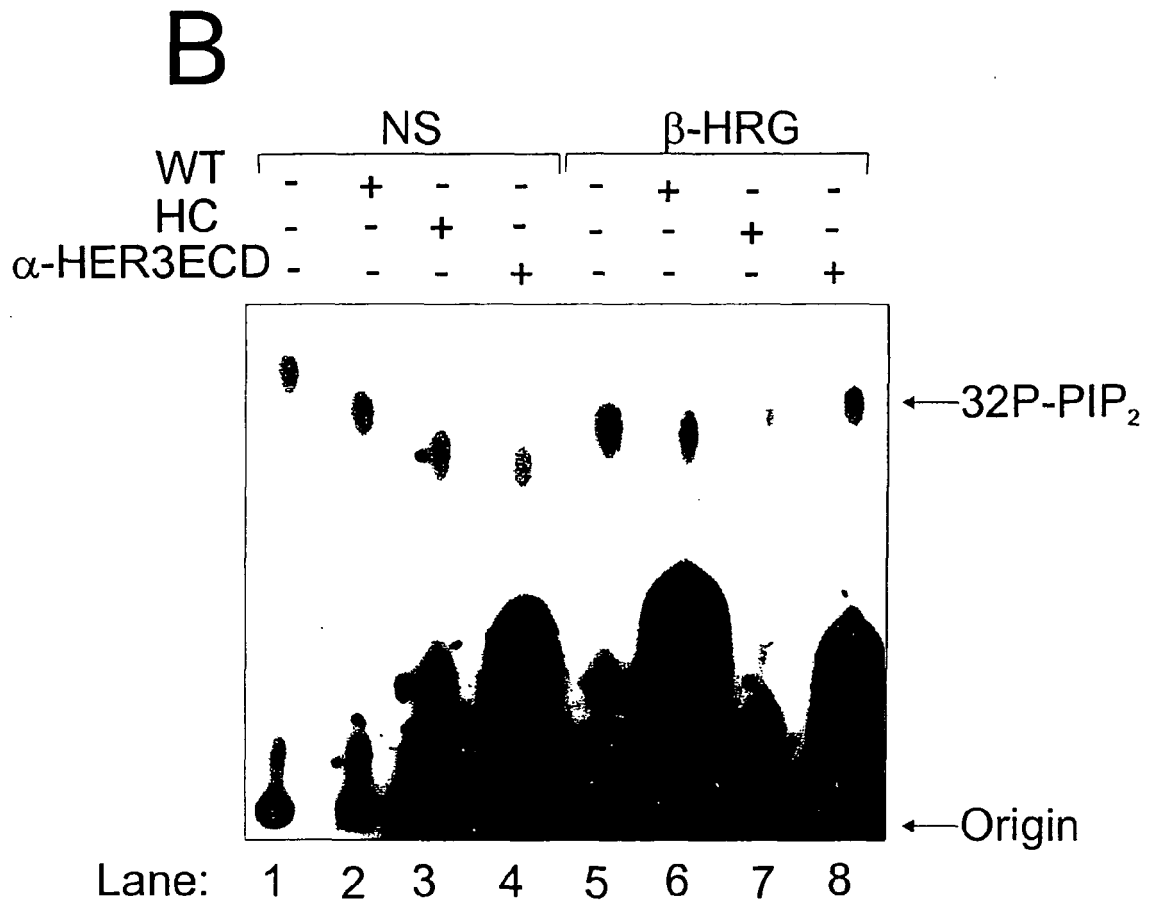 B
NS β-HRG
WT - + - - - + - -
HC - - + - - - + -
α-HER3ECD - - - + - - - +
32P-PIP₂
Origin
Lane: 1 2 3 4 5 6 7 8